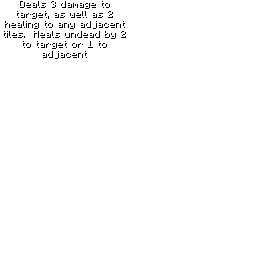 Deals 3 damage to
target, as well as 2
healing to any adjacent
tiles.  Heals undead by 2
to target or 1 to
adjacent